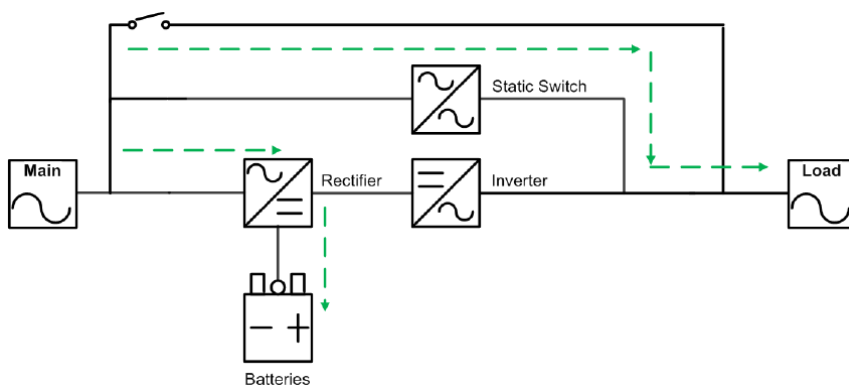 Static Switch
Main
Rectifier
Inverter
Load
Batteries